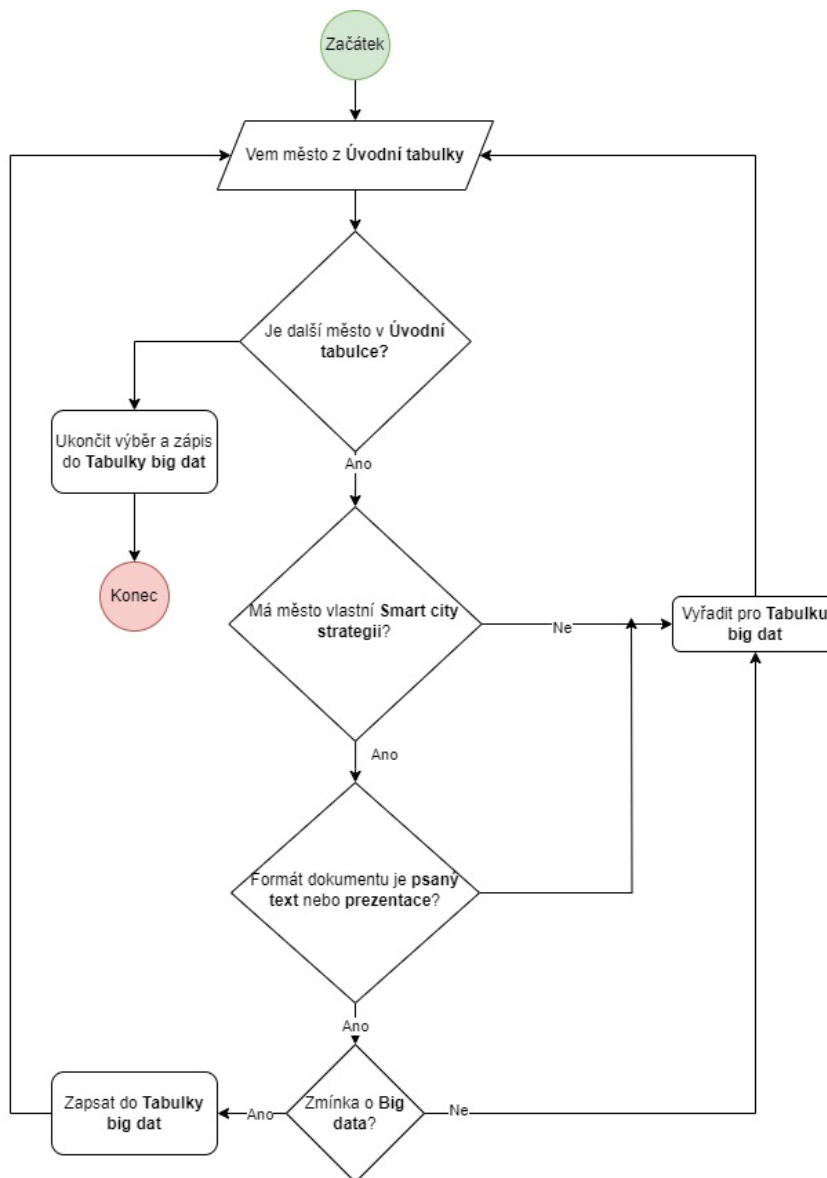 Začátek
Vem město z Úvodní tabulky
Je další město v Úvodní
tabulce?
Ukončit výběr a zápis
do Tabulky big dat
Ano
Konec
Má město vlastní Smart city
strategii?
Ne
Vyřadit pro Tabulku
big dat
Ano
Formát dokumentu je psaný
text nebo prezentace?
Ano
Zapsat do Tabulky
big dat
Ano
Zmínka o Big
data?
Ne